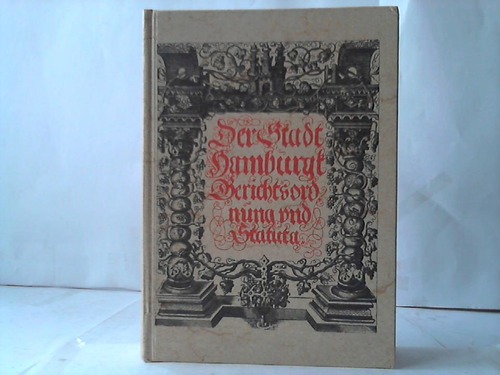 Der Stadt
Hamburgk
Gerichtsord
nung vnd
Statuta.